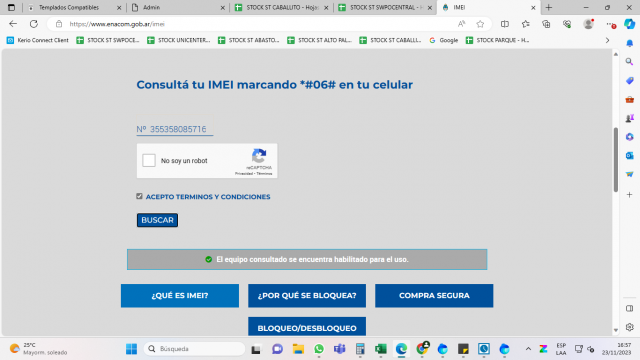 Templados Compatibles
Admin
STOCK ST CABALLITO - Hojas
STOCK ST SWPOCENTRAL - H
IMEI
https://www.enacom.gob.ar/imei
Kerio Connect Client
STOCK ST SWPOCE...
STOCK UNICENTER...
STOCK ST ABASTO...
STOCK ST ALTO PAL...
STOCK ST CABALLI...
Google
STOCK PARQUE - H...
Consultá tu IMEI marcando *#06# en tu celular
Nº 355358085716
No soy un robot
reCAPTCHA
Privacidad - Términos
ACEPTO TERMINOS Y CONDICIONES
BUSCAR
El equipo consultado se encuentra habilitado para el uso.
¿QUÉ ES IMEI?
¿POR QUÉ SE BLOQUEA?
COMPRA SEGURA
BLOQUEO/DESBLOQUEO
25°C
Mayorm. soleado
Búsqueda
ESP
LAA
16:57
23/11/2023